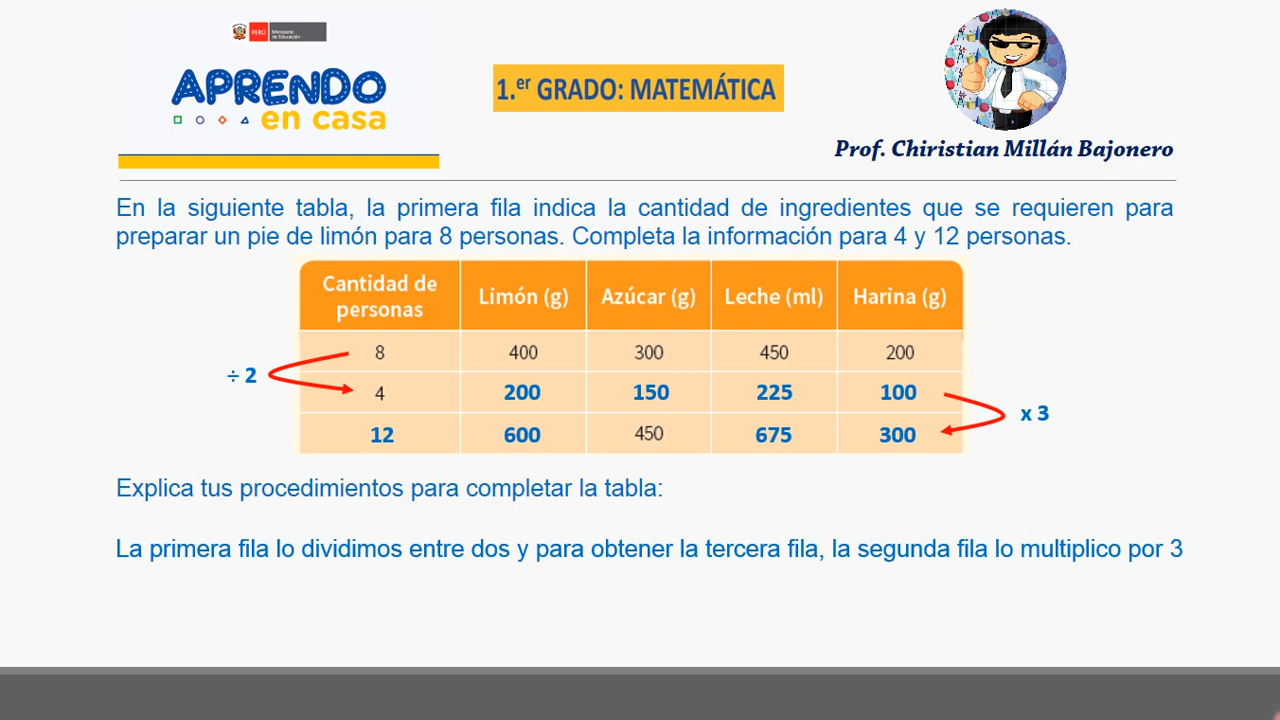 PERÚ Ministerio de Educación
APRENDO
en casa
1.er GRADO: MATEMÁTICA
Prof. Chiristian Millán Bajonero
En la siguiente tabla, la primera fila indica la cantidad de ingredientes que se requieren para
preparar un pie de limón para 8 personas. Completa la información para 4 y 12 personas.
Cantidad de personas Limón (g) Azúcar (g) Leche (ml) Harina (g)
8 400 300 450 200
÷ 2
4 200 150 225 100
x 3
12 600 450 675 300
Explica tus procedimientos para completar la tabla:
La primera fila lo dividimos entre dos y para obtener la tercera fila, la segunda fila lo multiplico por 3